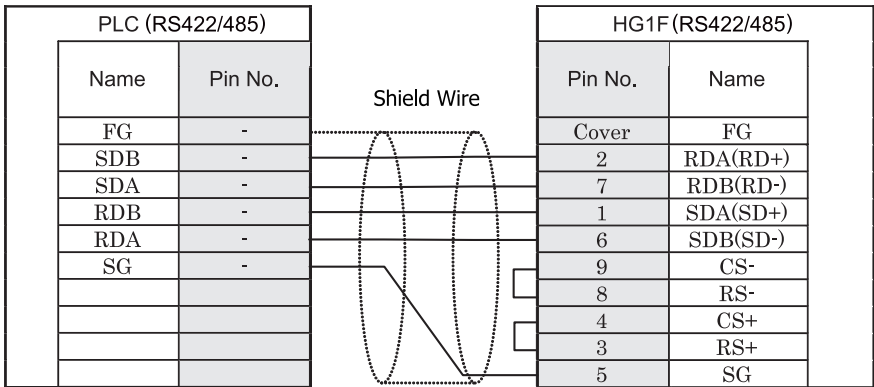 PLC (RS422/485) HG1F(RS422/485)
Name Pin No. Shield Wire Pin No. Name
FG - Cover FG
SDB - 2 RDA(RD+)
SDA - 7 RDB(RD-)
RDB - 1 SDA(SD+)
RDA - 6 SDB(SD-)
SG - 9 CS-
8 RS-
4 CS+
3 RS+
5 SG